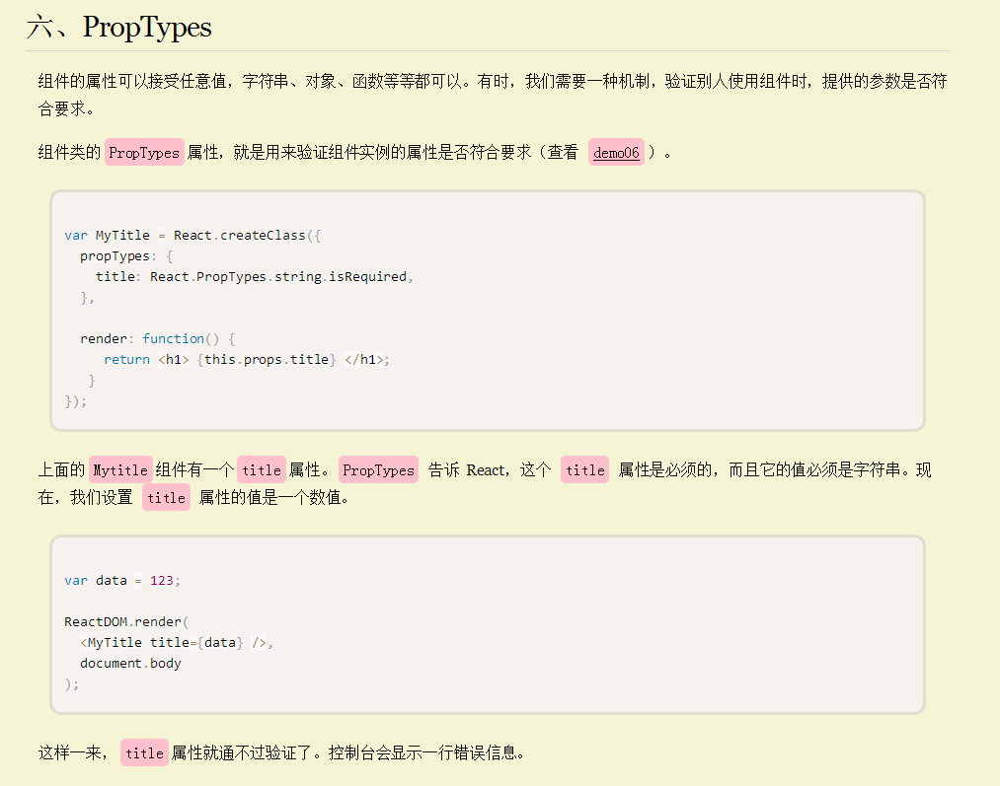 六、PropTypes
组件的属性可以接受任意值，字符串、对象、函数等等都可以。有时，我们需要一种机制，验证别人使用组件时，提供的参数是否符
合要求。
组件类的 PropTypes 属性，就是用来验证组件实例的属性是否符合要求（查看 demo06 ）。
var MyTitle = React.createClass({
  propTypes: {
    title: React.PropTypes.string.isRequired,
  },
  render: function() {
     return <h1> {this.props.title} </h1>;
   }
});
上面的 Mytitle 组件有一个 title 属性。 PropTypes 告诉 React，这个 title 属性是必须的，而且它的值必须是字符串。现
在，我们设置 title 属性的值是一个数值。
var data = 123;
ReactDOM.render(
  <MyTitle title={data} />,
  document.body
);
这样一来， title 属性就通不过验证了。控制台会显示一行错误信息。